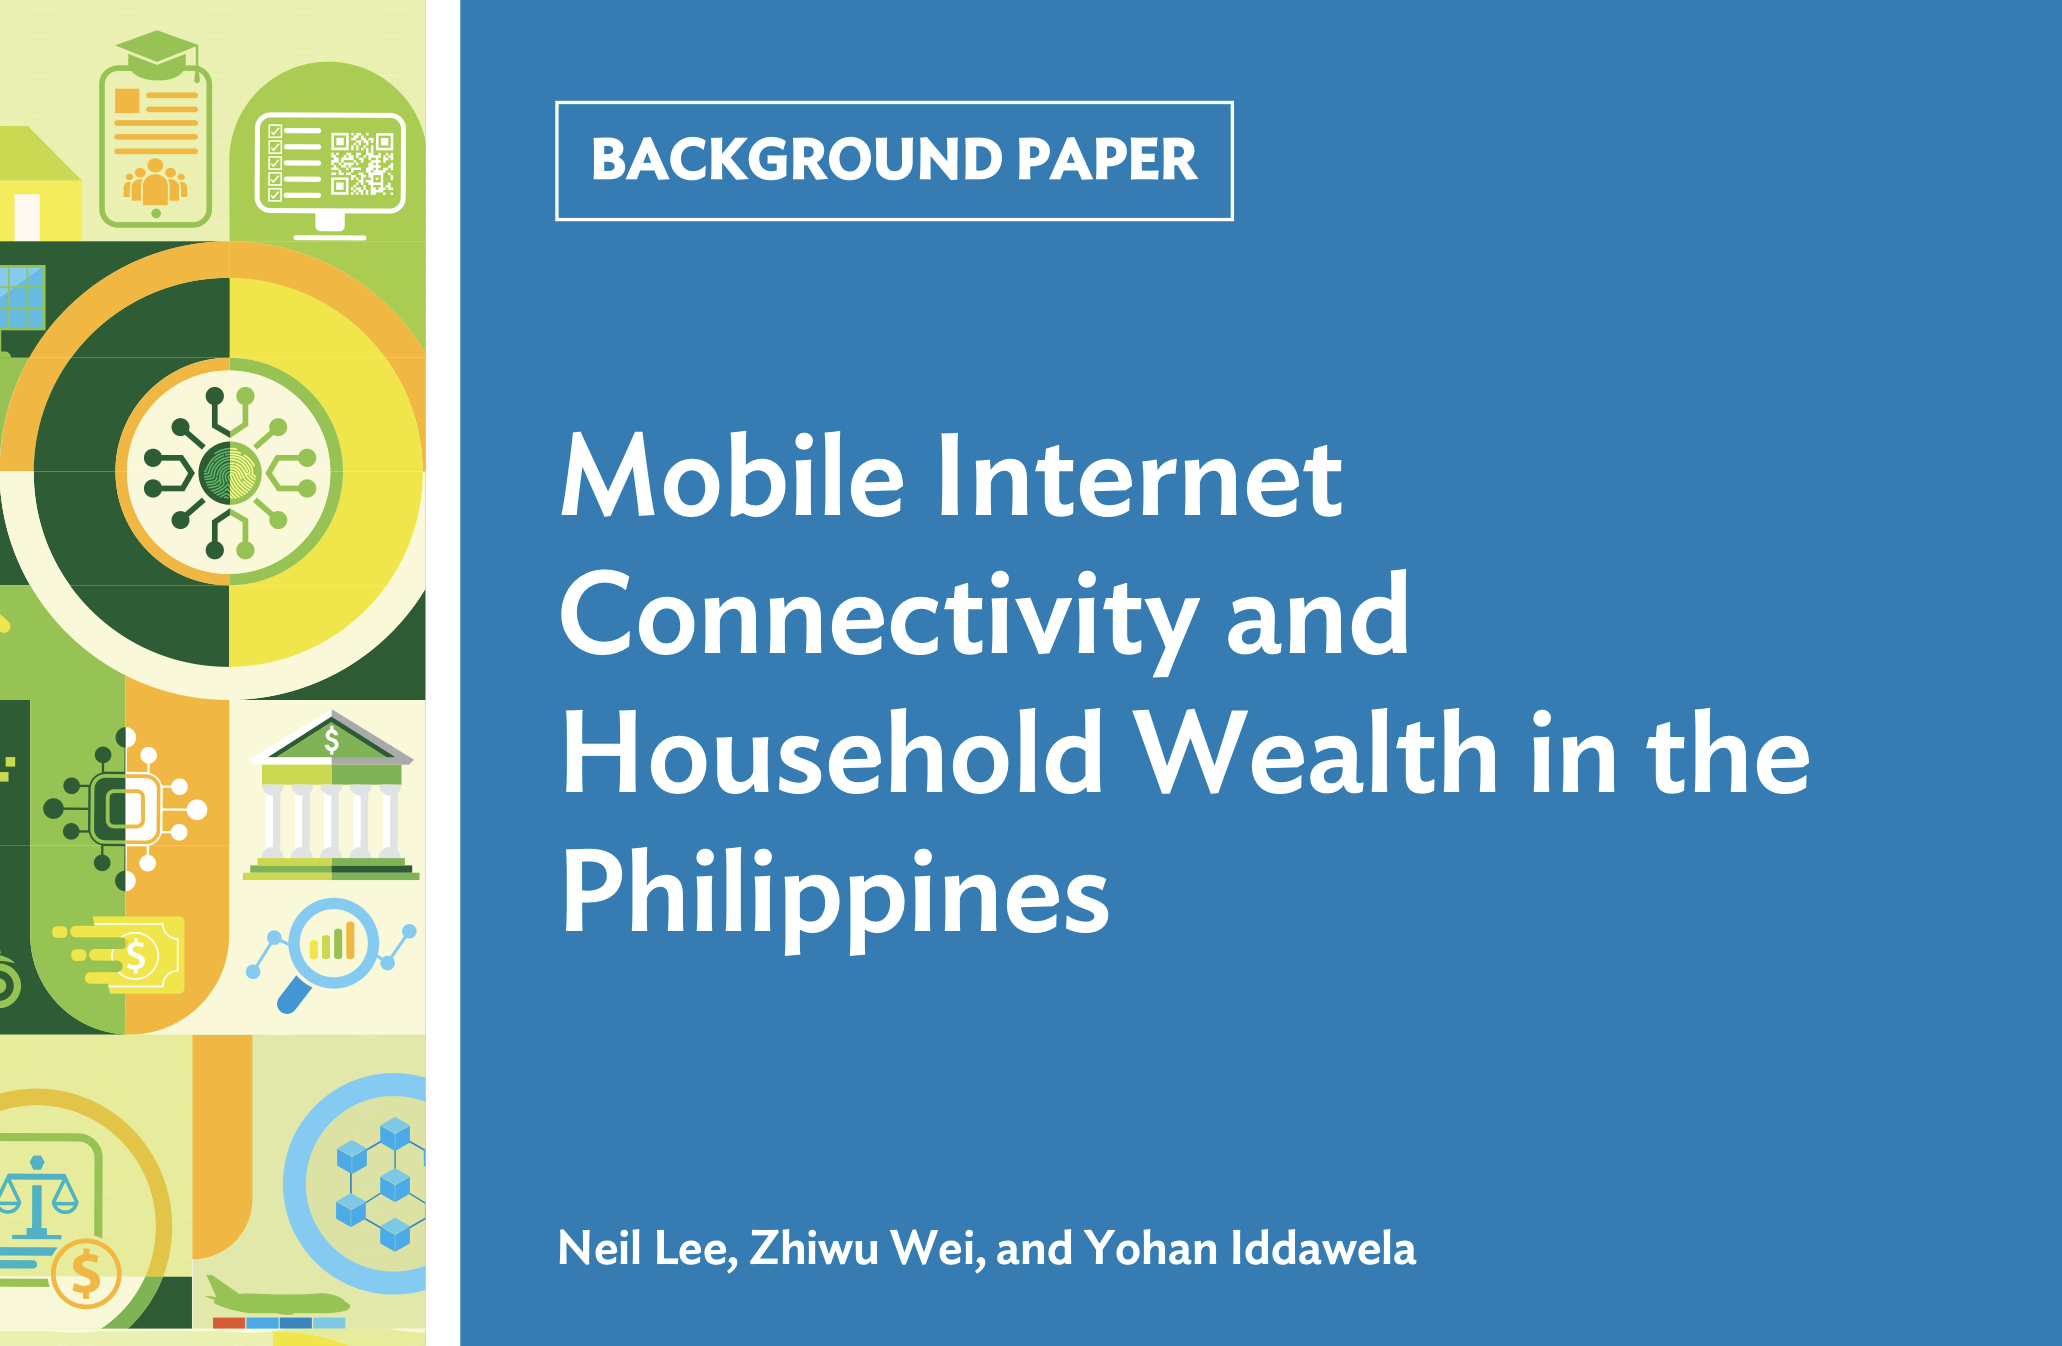 BACKGROUND PAPER
Mobile Internet
Connectivity and
Household Wealth in the
Philippines
Neil Lee, Zhiwu Wei, and Yohan Iddawela
$
$
$